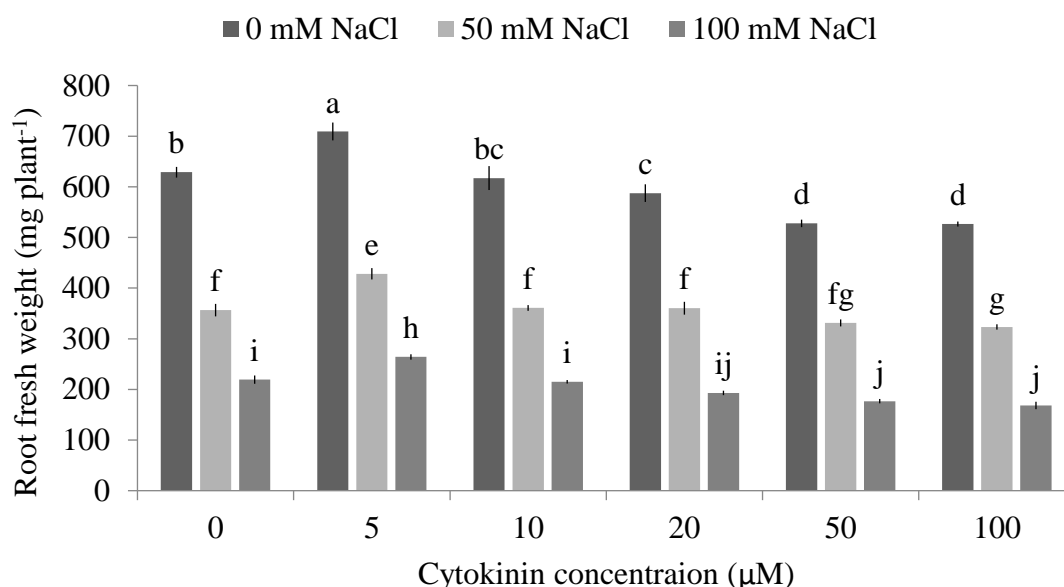 0 mM NaCl 50 mM NaCl 100 mM NaCl
Root fresh weight (mg plant⁻¹)
800
700
600
500
400
300
200
100
0
b
f
i
a
e
h
bc
f
i
c
f
ij
d
fg
j
d
g
j
0 5 10 20 50 100
Cytokinin concentraion (µM)